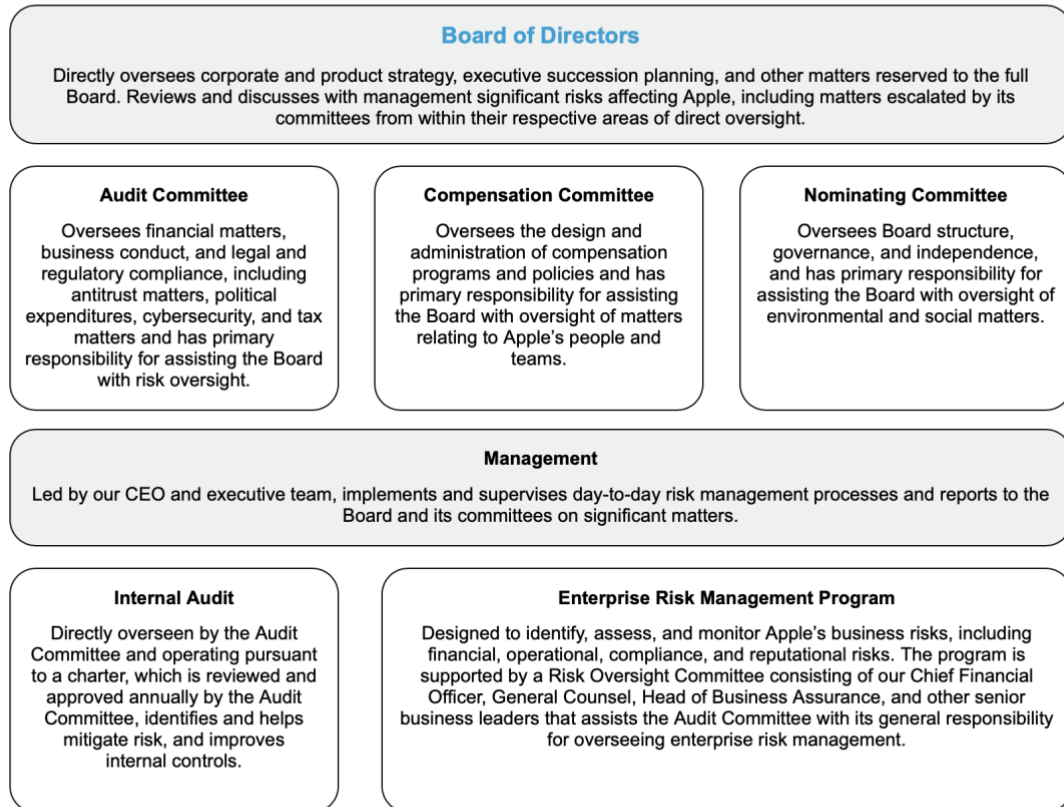 Board of Directors
Directly oversees corporate and product strategy, executive succession planning, and other matters reserved to the full
Board. Reviews and discusses with management significant risks affecting Apple, including matters escalated by its
committees from within their respective areas of direct oversight.
Audit Committee
Oversees financial matters,
business conduct, and legal and
regulatory compliance, including
antitrust matters, political
expenditures, cybersecurity, and tax
matters and has primary
responsibility for assisting the Board
with risk oversight.
Compensation Committee
Oversees the design and
administration of compensation
programs and policies and has
primary responsibility for assisting
the Board with oversight of matters
relating to Apple’s people and
teams.
Nominating Committee
Oversees Board structure,
governance, and independence,
and has primary responsibility for
assisting the Board with oversight of
environmental and social matters.
Management
Led by our CEO and executive team, implements and supervises day-to-day risk management processes and reports to the
Board and its committees on significant matters.
Internal Audit
Directly overseen by the Audit
Committee and operating pursuant
to a charter, which is reviewed and
approved annually by the Audit
Committee, identifies and helps
mitigate risk, and improves
internal controls.
Enterprise Risk Management Program
Designed to identify, assess, and monitor Apple’s business risks, including
financial, operational, compliance, and reputational risks. The program is
supported by a Risk Oversight Committee consisting of our Chief Financial
Officer, General Counsel, Head of Business Assurance, and other senior
business leaders that assists the Audit Committee with its general responsibility
for overseeing enterprise risk management.